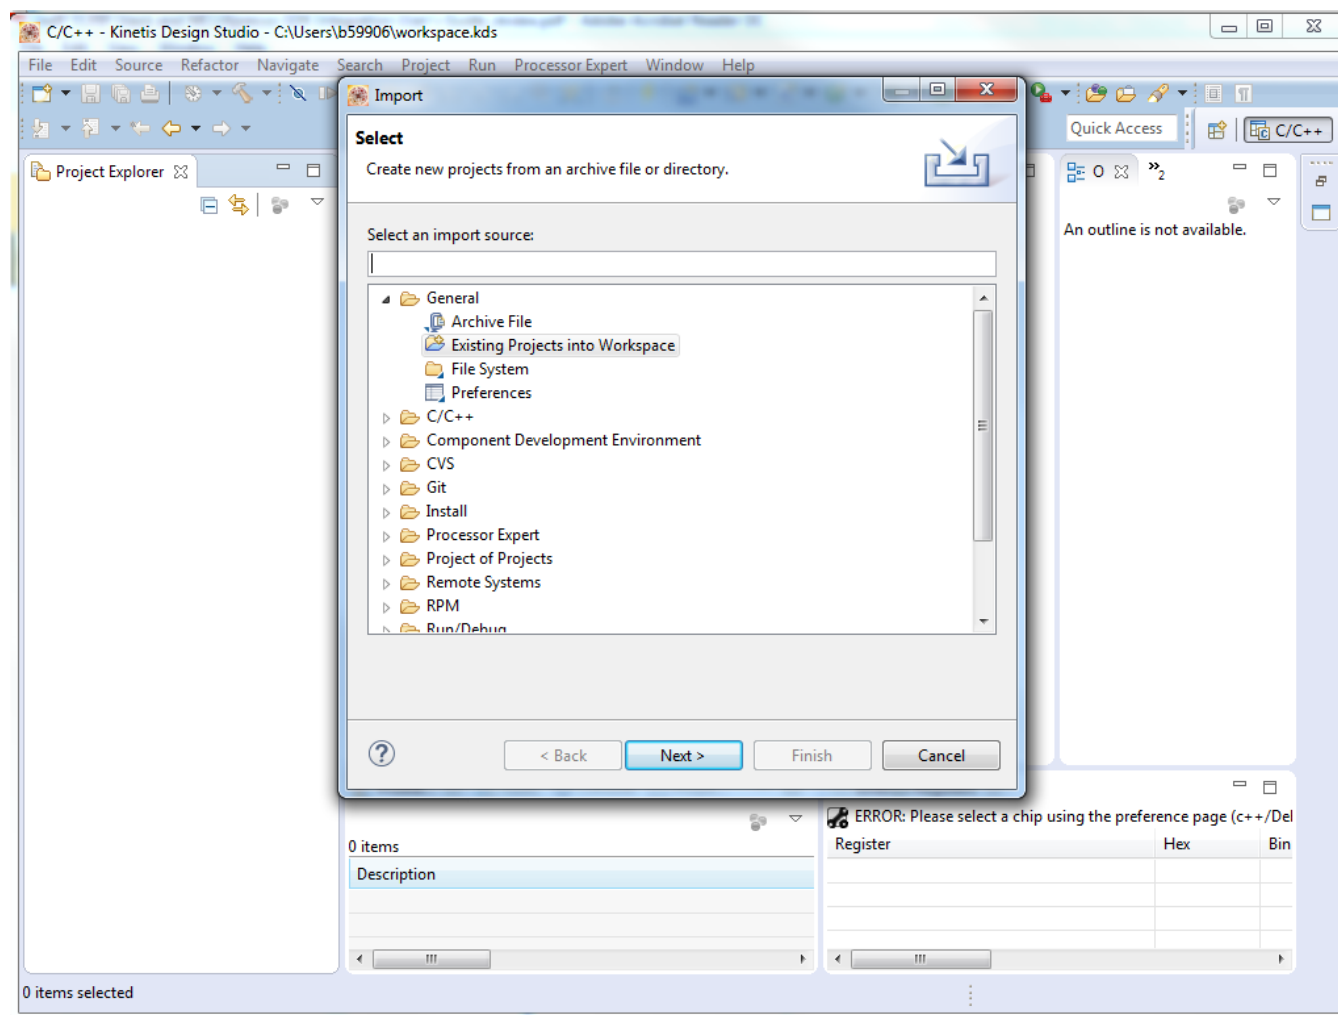 C/C++ - Kinetis Design Studio - C:\Users\b59906\workspace.kds
File Edit Source Refactor Navigate Search Project Run Processor Expert Window Help
Import
Quick Access
C/C++
Select
Create new projects from an archive file or directory.
Project Explorer
O
»2
An outline is not available.
Select an import source:
General
Archive File
Existing Projects into Workspace
File System
Preferences
C/C++
Component Development Environment
CVS
Git
Install
Processor Expert
Project of Projects
Remote Systems
RPM
Run/Debug
< Back
Next >
Finish
Cancel
ERROR: Please select a chip using the preference page (c++/Del
0 items
Register Hex Bin
Description
0 items selected